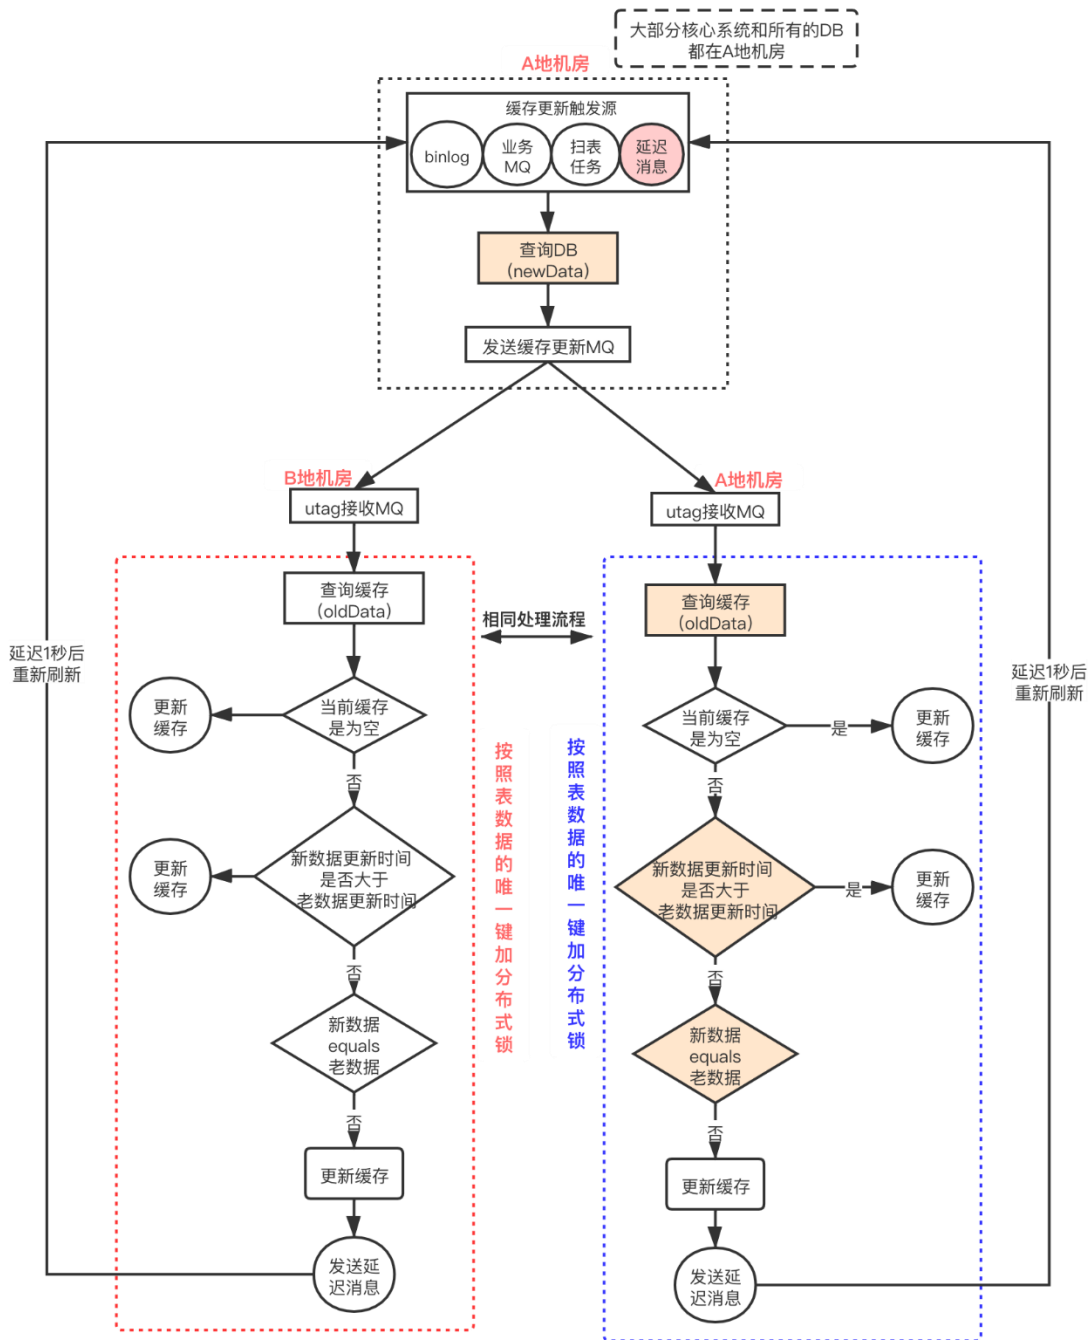 大部分核心系统和所有的DB
都在A地机房
A地机房
缓存更新触发源
binlog
业务
MQ
扫表
任务
延迟
消息
查询DB
(newData)
发送缓存更新MQ
B地机房
utag接收MQ
A地机房
utag接收MQ
查询缓存
(oldData)
相同处理流程
查询缓存
(oldData)
延迟1秒后
重新刷新
延迟1秒后
重新刷新
更新
缓存
当前缓存
是为空
当前缓存
是为空
是
更新
缓存
否
否
按照表数据的唯一键加分布式锁
按照表数据的唯一键加分布式锁
更新
缓存
新数据更新时间
是否大于
老数据更新时间
新数据更新时间
是否大于
老数据更新时间
是
更新
缓存
否
否
新数据
equals
老数据
新数据
equals
老数据
否
否
更新缓存
更新缓存
发送延
迟消息
发送延
迟消息